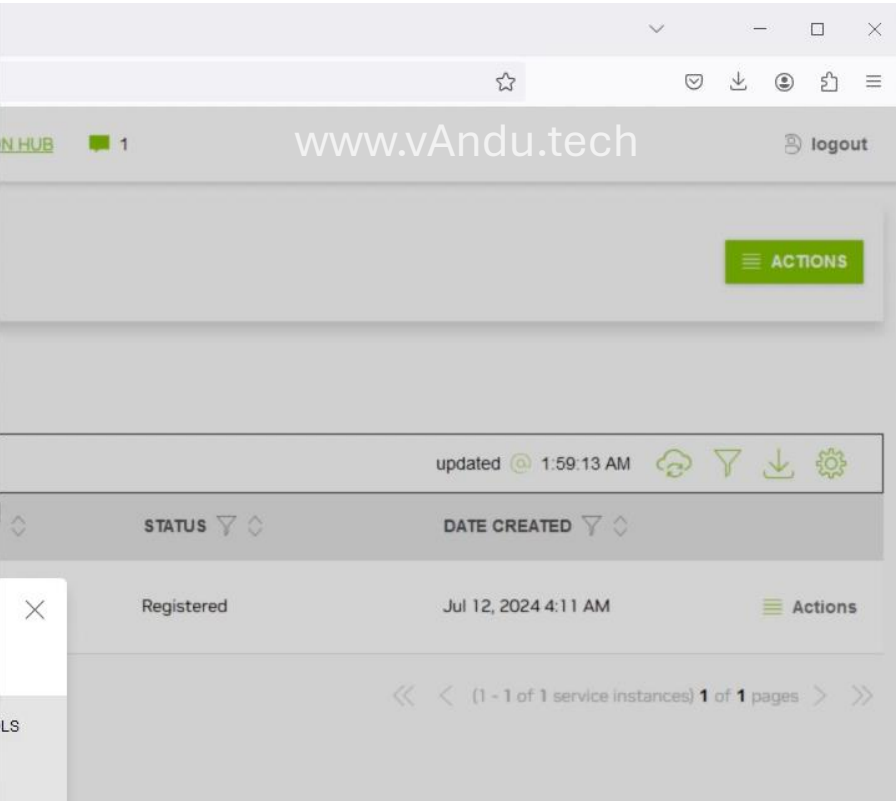 N HUB 1 www.vAndu.tech logout
ACTIONS
updated @ 1:59:13 AM
STATUS DATE CREATED
Registered Jul 12, 2024 4:11 AM Actions
(1 - 1 of 1 service instances) 1 of 1 pages
LS